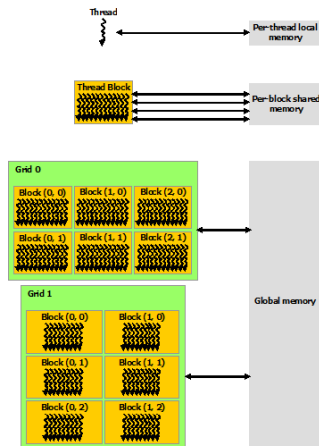 Thread
Per-thread local
memory
Thread Block
Per-block shared
memory
Grid 0
Block (0, 0) Block (1, 0) Block (2, 0)
Block (0, 1) Block (1, 1) Block (2, 1)
Grid 1
Global memory
Block (0, 0) Block (1, 0)
Block (0, 1) Block (1, 1)
Block (0, 2) Block (1, 2)